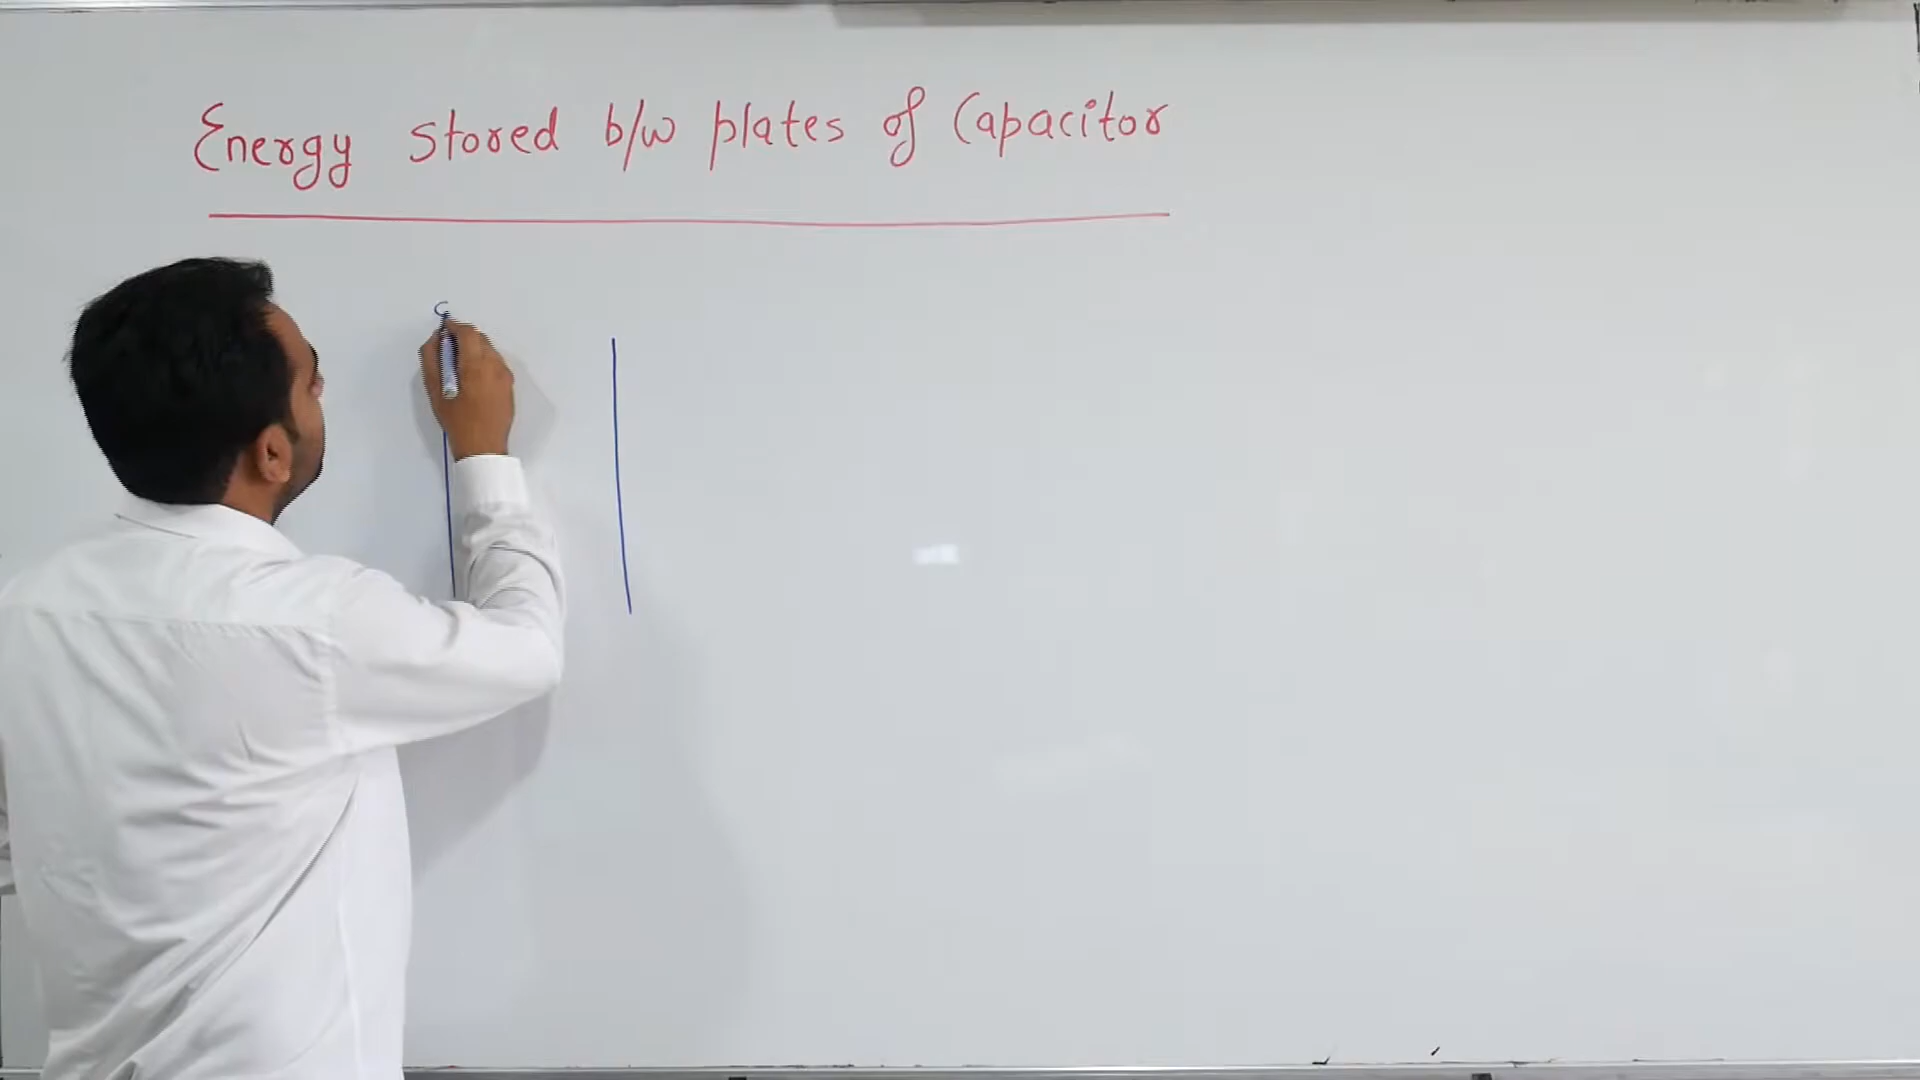 Energy stored b/w plates of Capacitor